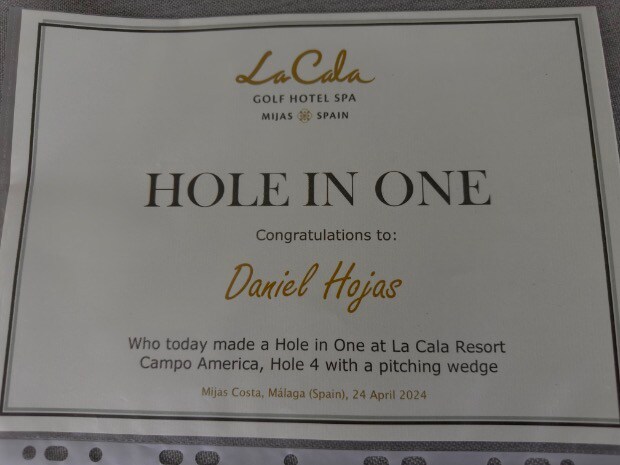 La Cala
GOLF HOTEL SPA
MIJAS SPAIN
HOLE IN ONE
Congratulations to:
Daniel Hojas
Who today made a Hole in One at La Cala Resort
Campo America, Hole 4 with a pitching wedge
Mijas Costa, Málaga (Spain), 24 April 2024